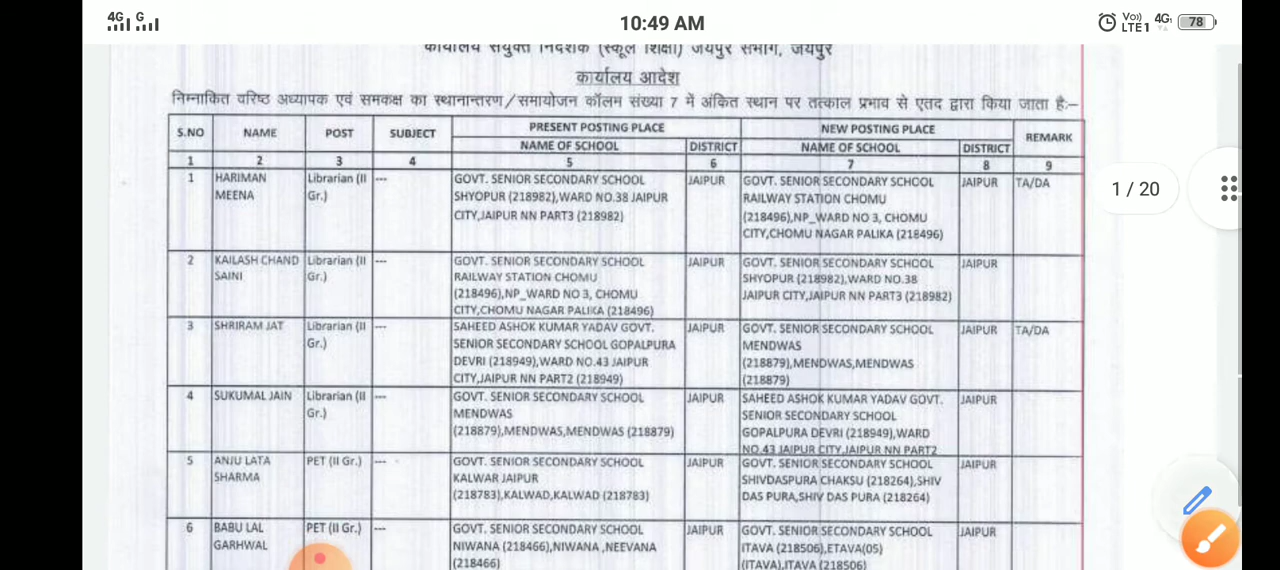 4G G
10:49 AM
Vo)) LTE1 4G 78
कार्यालय संयुक्त निदेशक (स्कूल शिक्षा) जयपुर संभाग, जयपुर
कार्यालय आदेश
निम्नांकित वरिष्ठ अध्यापक एवं समकक्ष का स्थानान्तरण/समायोजन कॉलम संख्या 7 में अंकित स्थान पर तत्काल प्रभाव से एतद द्वारा किया जाता है:–
S.NO NAME POST SUBJECT PRESENT POSTING PLACE NEW POSTING PLACE REMARK
NAME OF SCHOOL DISTRICT NAME OF SCHOOL DISTRICT
1 2 3 4 5 6 7 8 9
1 HARIMAN Librarian (II --- GOVT. SENIOR SECONDARY SCHOOL JAIPUR GOVT. SENIOR SECONDARY SCHOOL JAIPUR TA/DA
MEENA Gr.) SHYOPUR (218982),WARD NO.38 JAIPUR RAILWAY STATION CHOMU
CITY,JAIPUR NN PART3 (218982) (218496),NP_WARD NO 3, CHOMU
CITY,CHOMU NAGAR PALIKA (218496)
2 KAILASH CHAND Librarian (II --- GOVT. SENIOR SECONDARY SCHOOL JAIPUR GOVT. SENIOR SECONDARY SCHOOL JAIPUR
SAINI Gr.) RAILWAY STATION CHOMU SHYOPUR (218982),WARD NO.38
(218496),NP_WARD NO 3, CHOMU JAIPUR CITY,JAIPUR NN PART3 (218982)
CITY,CHOMU NAGAR PALIKA (218496)
3 SHRIRAM JAT Librarian (II --- SAHEED ASHOK KUMAR YADAV GOVT. JAIPUR GOVT. SENIOR SECONDARY SCHOOL JAIPUR TA/DA
Gr.) SENIOR SECONDARY SCHOOL GOPALPURA MENDWAS
DEVRI (218949),WARD NO.43 JAIPUR (218879),MENDWAS,MENDWAS
CITY,JAIPUR NN PART2 (218949) (218879)
4 SUKUMAL JAIN Librarian (II --- GOVT. SENIOR SECONDARY SCHOOL JAIPUR SAHEED ASHOK KUMAR YADAV GOVT. JAIPUR
Gr.) MENDWAS SENIOR SECONDARY SCHOOL
(218879),MENDWAS,MENDWAS (218879) GOPALPURA DEVRI (218949),WARD
NO.43 JAIPUR CITY,JAIPUR NN PART2
5 ANJU LATA PET (II Gr.) --- GOVT. SENIOR SECONDARY SCHOOL JAIPUR GOVT. SENIOR SECONDARY SCHOOL JAIPUR
SHARMA KALWAR JAIPUR SHIVDASPURA CHAKSU (218264),SHIV
(218783),KALWAD,KALWAD (218783) DAS PURA,SHIV DAS PURA (218264)
6 BABU LAL PET (II Gr.) --- GOVT. SENIOR SECONDARY SCHOOL JAIPUR GOVT. SENIOR SECONDARY SCHOOL JAIPUR
GARHWAL NIWANA (218466),NIWANA ,NEEVANA ITAVA (218506),ETAVA(05)
(218466) (ITAVA),ITAVA (218506)
1 / 20